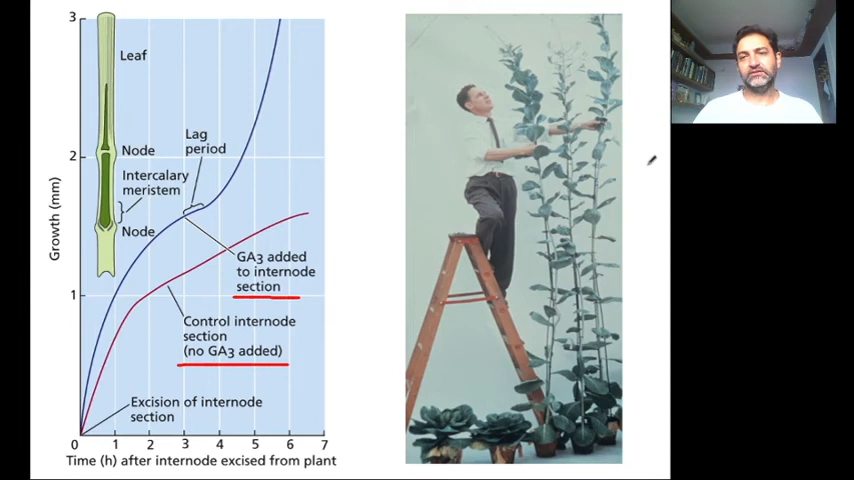 3
Leaf
Lag
period
2
Node
Intercalary
meristem
Node
Growth (mm)
GA3 added
to internode
section
1
Control internode
section
(no GA3 added)
Excision of internode
section
0 1 2 3 4 5 6 7
Time (h) after internode excised from plant